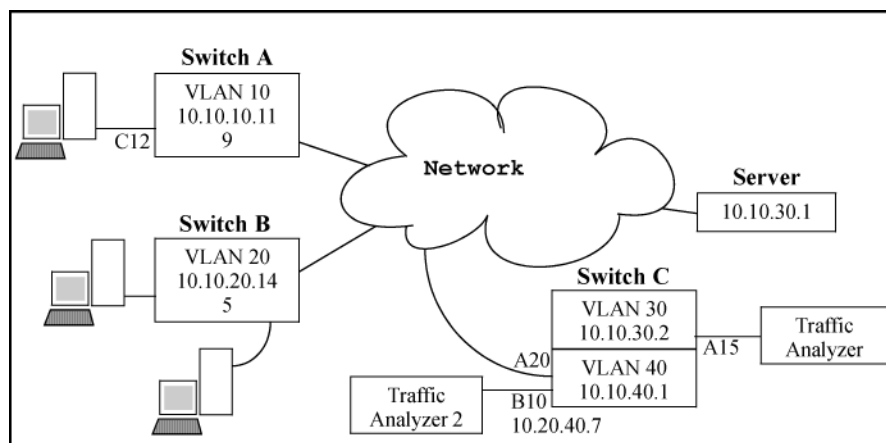 Switch A
VLAN 10
10.10.10.11
9
C12
Network
Server
10.10.30.1
Switch B
VLAN 20
10.10.20.14
5
Switch C
VLAN 30
10.10.30.2
A15
Traffic
Analyzer
A20
VLAN 40
10.10.40.1
Traffic
Analyzer 2
B10
10.20.40.7